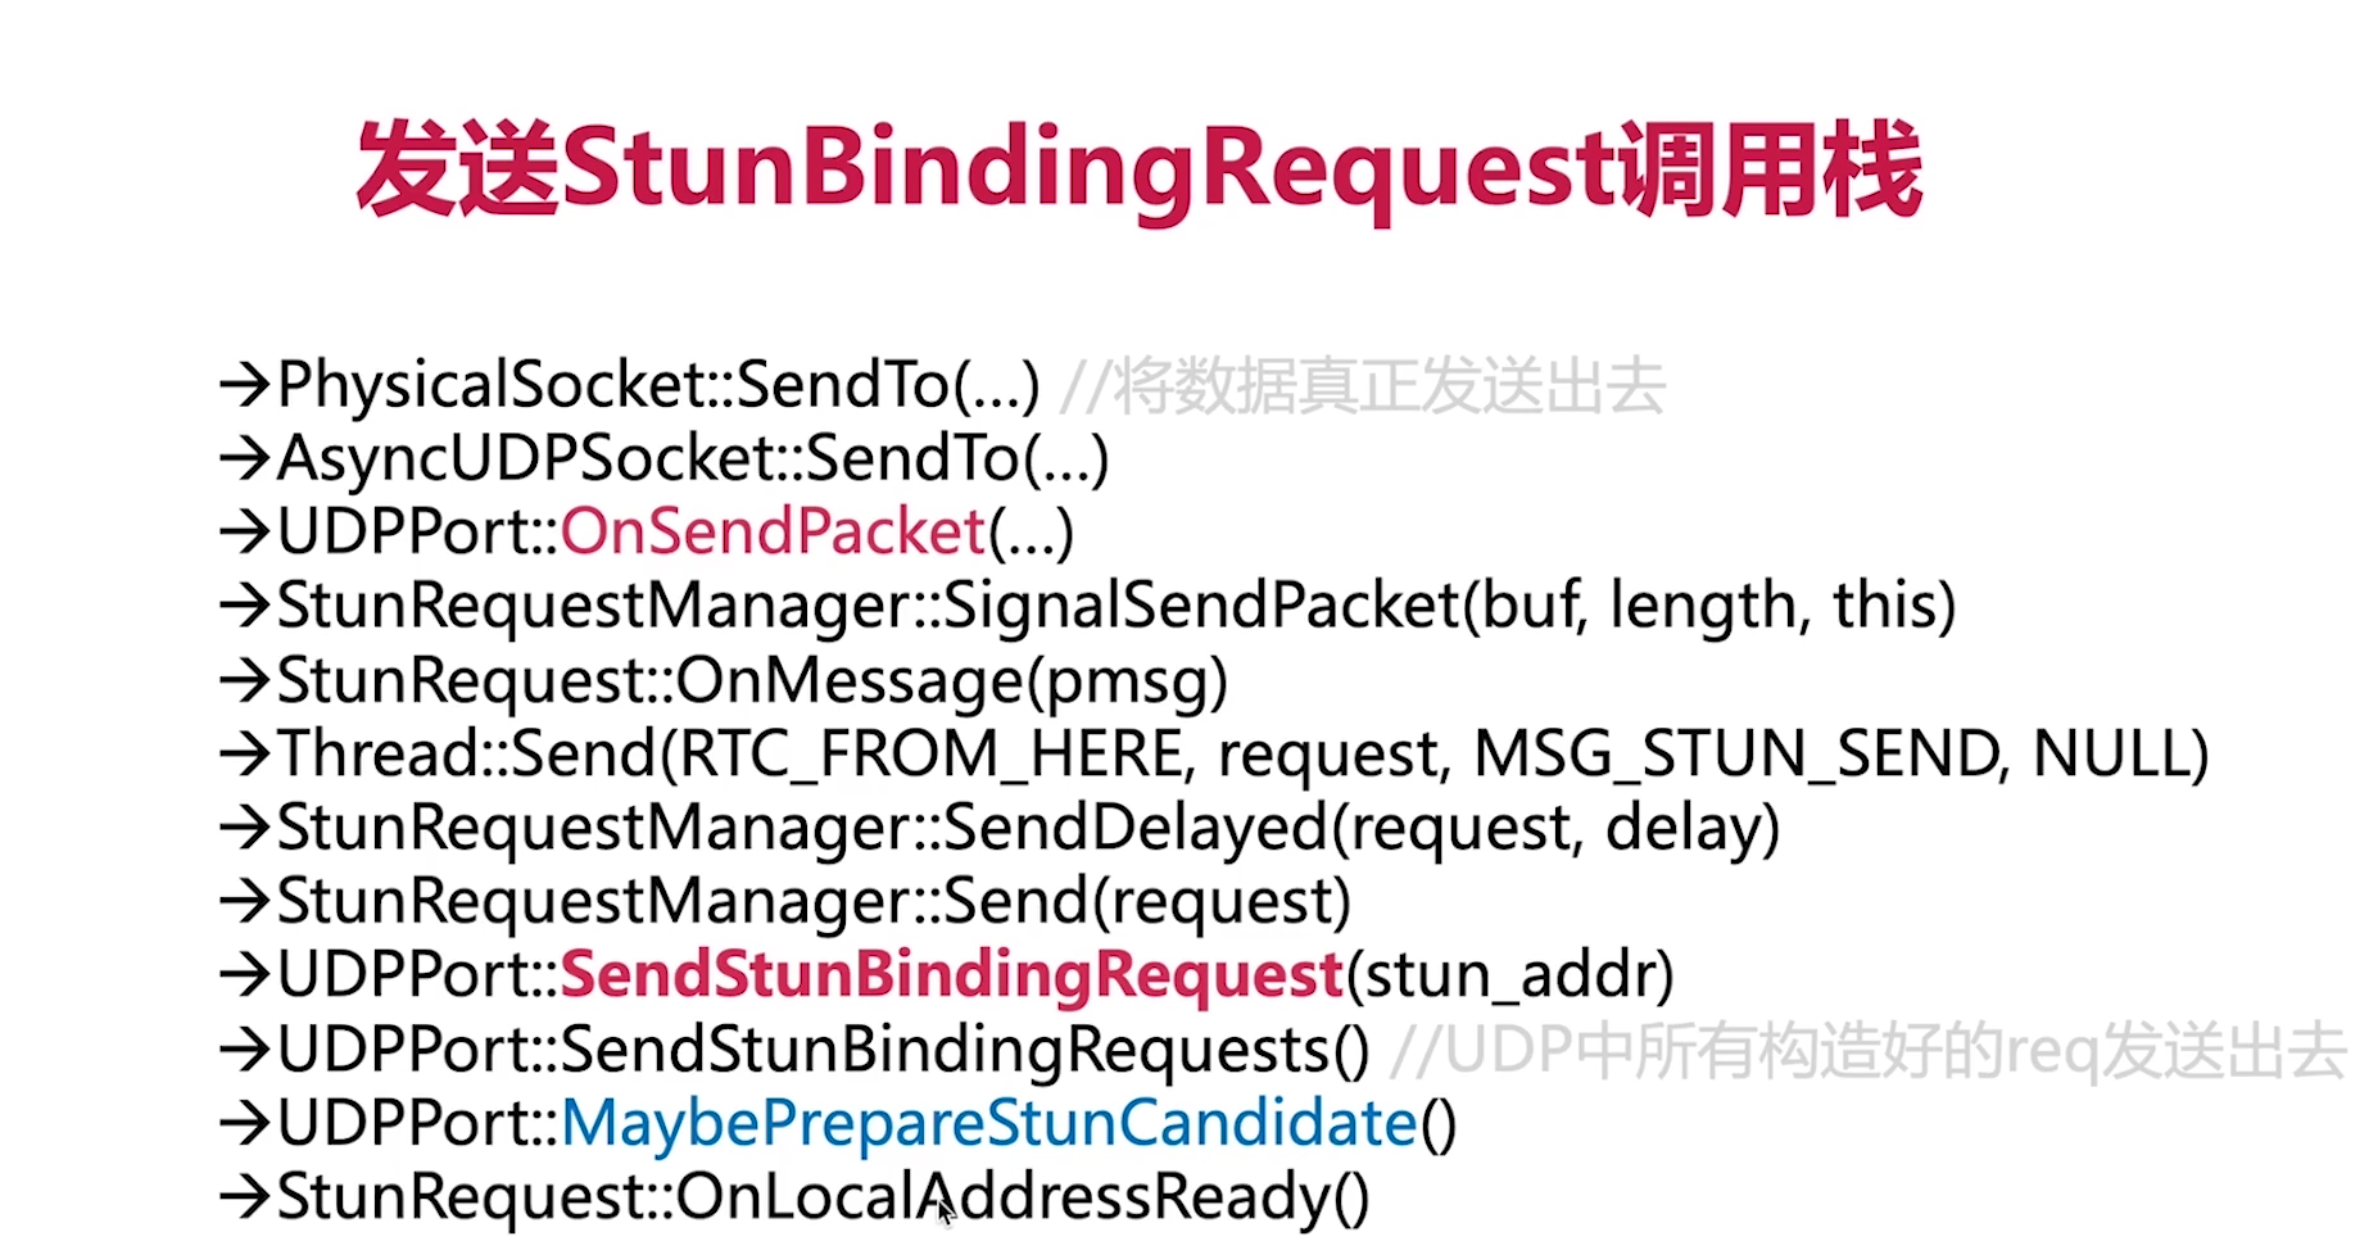 发送StunBindingRequest调用栈
→PhysicalSocket::SendTo(...) //将数据真正发送出去
→AsyncUDPSocket::SendTo(...)
→UDPPort::OnSendPacket(...)
→StunRequestManager::SignalSendPacket(buf, length, this)
→StunRequest::OnMessage(pmsg)
→Thread::Send(RTC_FROM_HERE, request, MSG_STUN_SEND, NULL)
→StunRequestManager::SendDelayed(request, delay)
→StunRequestManager::Send(request)
→UDPPort::SendStunBindingRequest(stun_addr)
→UDPPort::SendStunBindingRequests() //UDP中所有构造好的req发送出去
→UDPPort::MaybePrepareStunCandidate()
→StunRequest::OnLocalAddressReady()